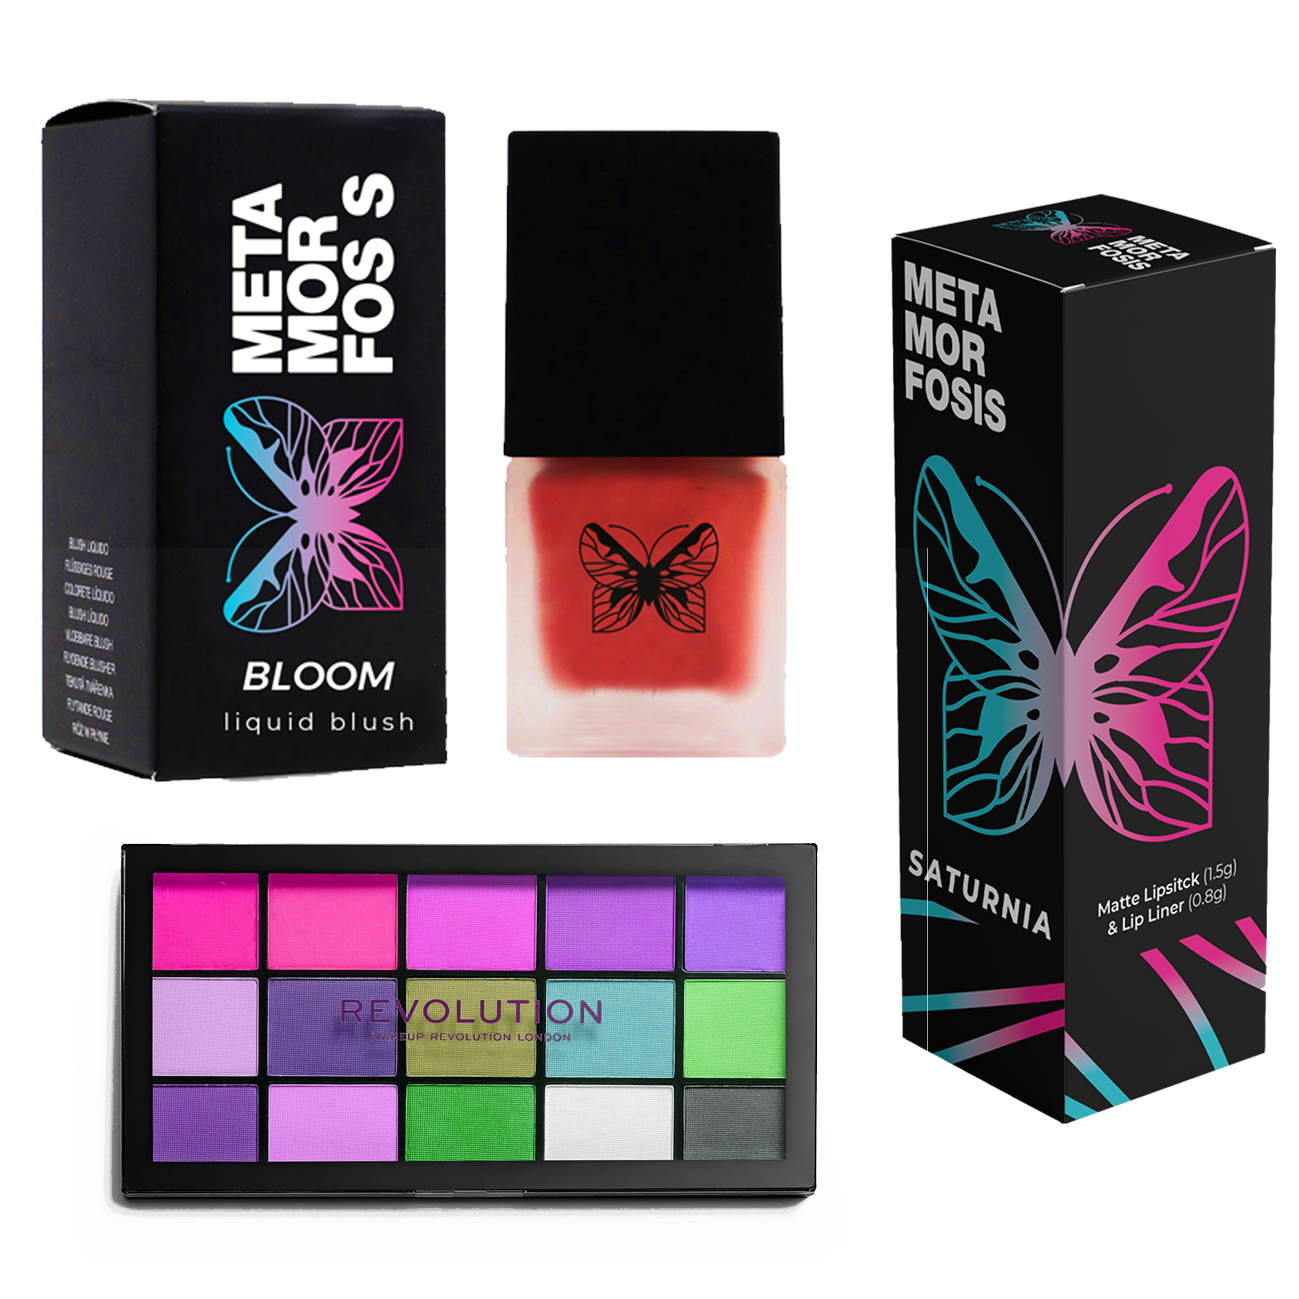 META
MOR
FOS S
BLUSH LIQUIDO
FLÜSSIGES ROUGE
COLORETE LÍQUIDO
BLUSH LÍQUIDO
VLOEIBARE BLUSH
FLYDENDE BLUSHER
TEKUTÁ TVÁŘENKA
FLYTANDE ROUGE
RÓŻ W PŁYNIE
BLOOM
liquid blush
META
MOR
FOSIS
META
MOR
FOSIS
SATURNIA
Matte Lipsitck (1.5g)
& Lip Liner (0.8g)
REVOLUTION
MAKEUP REVOLUTION LONDON